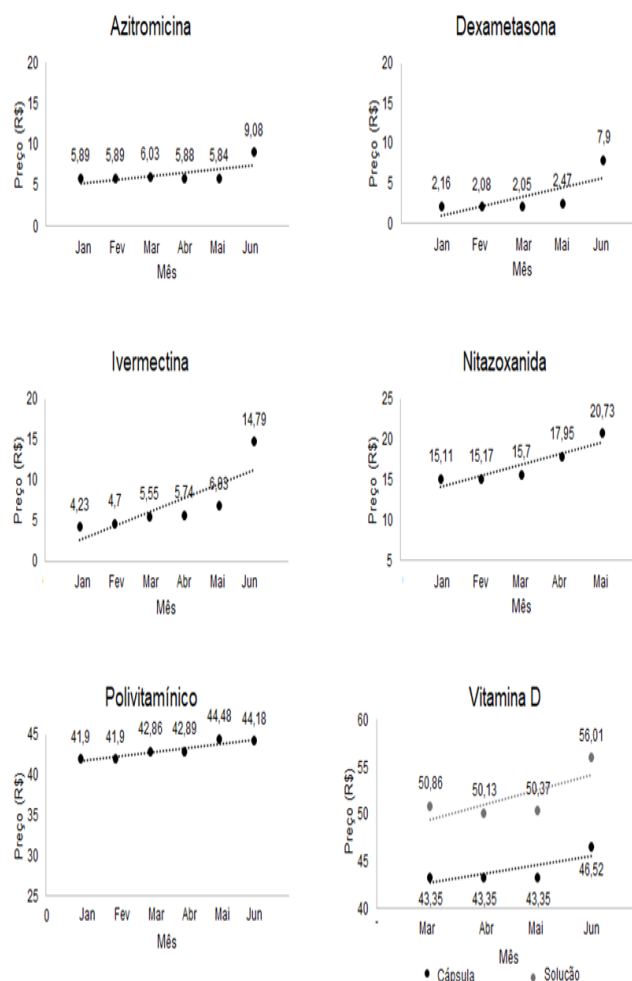 Azitromicina
Preço (R$)
20
15
10
5
0
5,89
5,89
6,03
5,88
5,84
9,08
Jan Fev Mar Abr Mai Jun
Mês
Dexametasona
Preço (R$)
20
15
10
5
0
2,16
2,08
2,05
2,47
7,9
Jan Fev Mar Mai Jun
Mês
Ivermectina
Preço (R$)
20
15
10
5
0
4,23
4,7
5,55
5,74
14,79
Jan Fev Mar Abr Mai Jun
Mês
Nitazoxanida
Preço (R$)
25
20
15
10
5
15,11
15,17
15,7
17,95
20,73
Jan Fev Mar Abr Mai
Mês
Polivitamínico
Preço (R$)
45
40
35
30
25
0
41,9
41,9
42,86
42,89
44,48
44,18
Jan Fev Mar Abr Mai Jun
Mês
Vitamina D
Preço (R$)
60
55
50
45
40
50,86
50,13
50,37
56,01
43,35
43,35
43,35
46,52
Mar Abr Mai Jun
Mês
Cápsula Solução